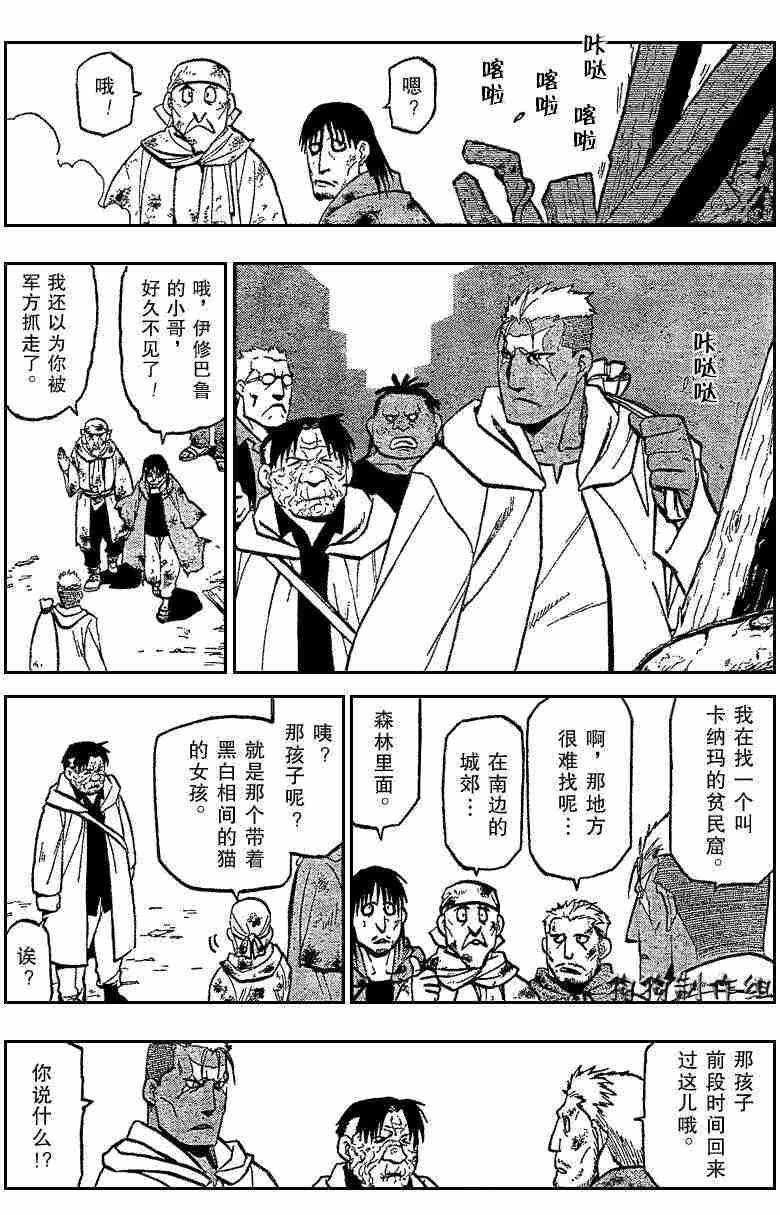 咔
哒
喀
啦
喀
啦
喀
啦
嗯?
哦!
咔
哒
哒
哦,伊修巴鲁
的小哥,
好久不见了!
我还以为你被
军方抓走了。
我在找一个叫
卡纳玛的贫民窟。
啊,那地方
很难找呢…
在南边的
城郊…
森林里面。
咦?
那孩子呢?
就是那个带着
黑白相间的猫
的女孩。
诶?
狗狗制作组
那孩子
前段时间回来
过这儿哦。
你说什么!?